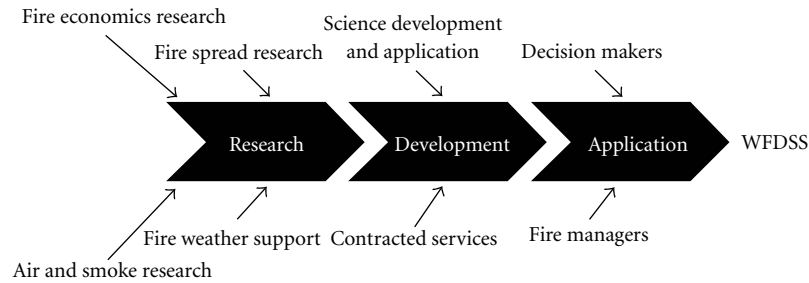 Fire economics research
Fire spread research
Science development
and application
Decision makers
Research
Development
Application
WFDSS
Fire weather support
Contracted services
Fire managers
Air and smoke research